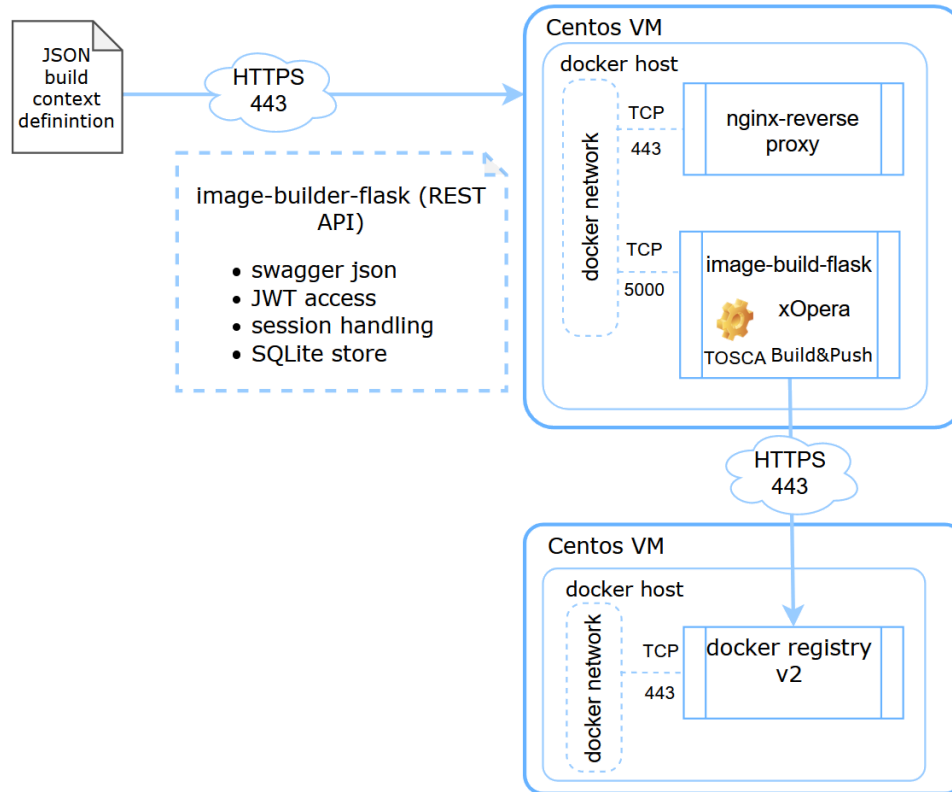 JSON
build
context
definintion
HTTPS
443
image-builder-flask (REST
API)
• swagger json
• JWT access
• session handling
• SQLite store
Centos VM
docker host
docker network
TCP
443
nginx-reverse
proxy
TCP
5000
image-build-flask
xOpera
TOSCA Build&Push
HTTPS
443
Centos VM
docker host
docker network
TCP
443
docker registry
v2